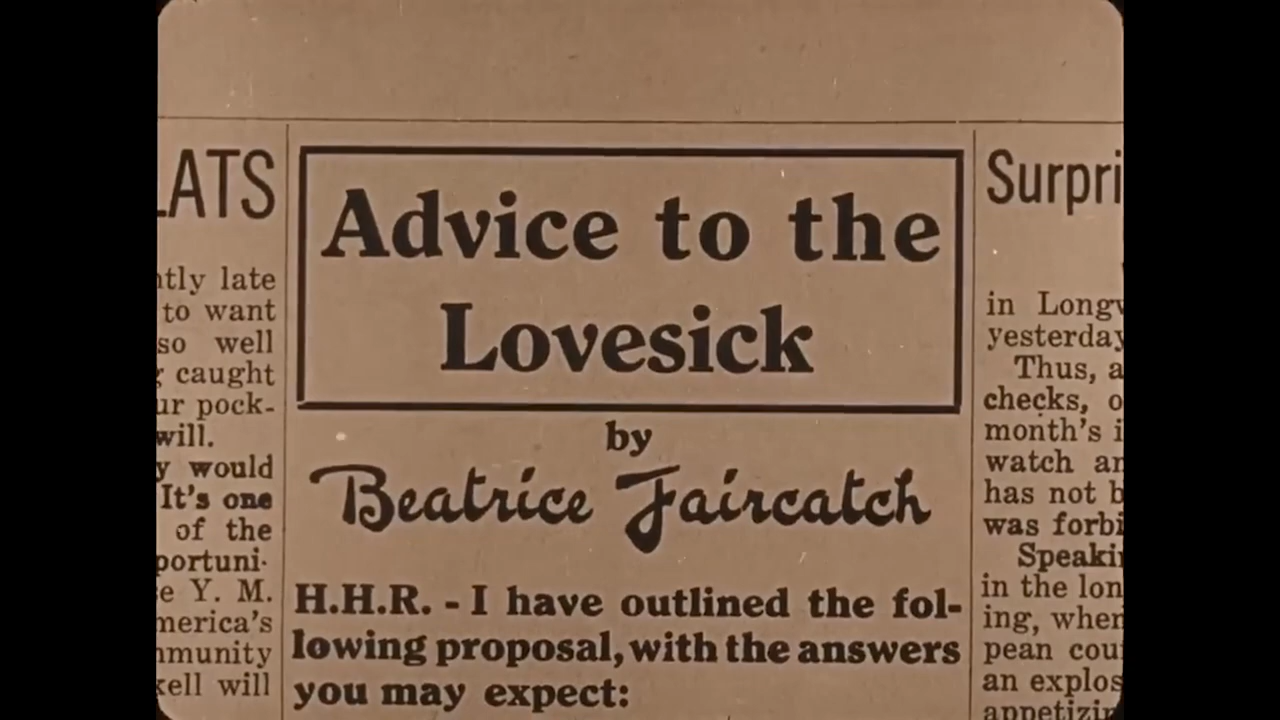 ATS
ntly late
to want
so well
caught
ur pock-
will.
y would
It's one
of the
portuni-
e Y. M.
merica's
mmunity
kell will
Advice to the
Lovesick
by
Beatrice Faircatch
H.H.R. - I have outlined the fol-
lowing proposal, with the answers
you may expect:
Surpri
in Longv
yesterday
Thus, a
checks, o
month's i
watch an
has not b
was forbi
Speakin
in the lon
ing, when
pean cou
an explos
appetizin